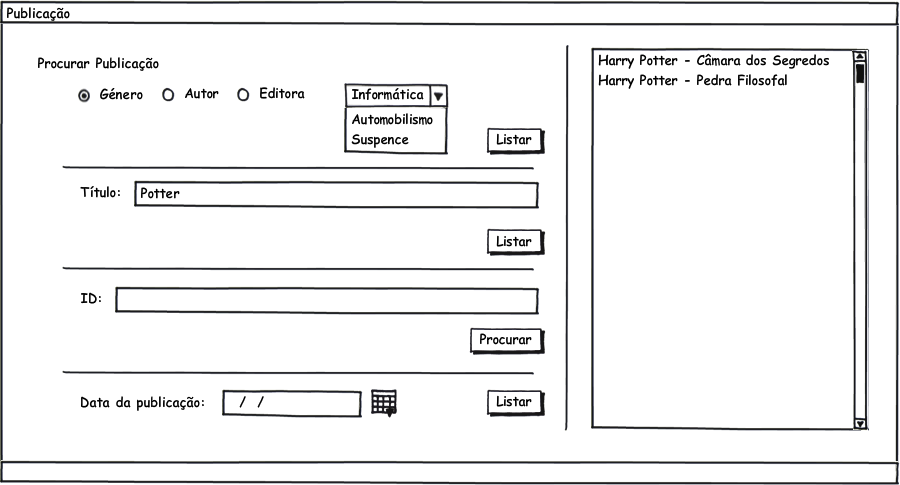 Publicação
Procurar Publicação
Género Autor Editora
Informática
Automobilismo
Suspence
Listar
Título: Potter
Listar
ID:
Procurar
Data da publicação: / / Listar
Harry Potter - Câmara dos Segredos
Harry Potter - Pedra Filosofal